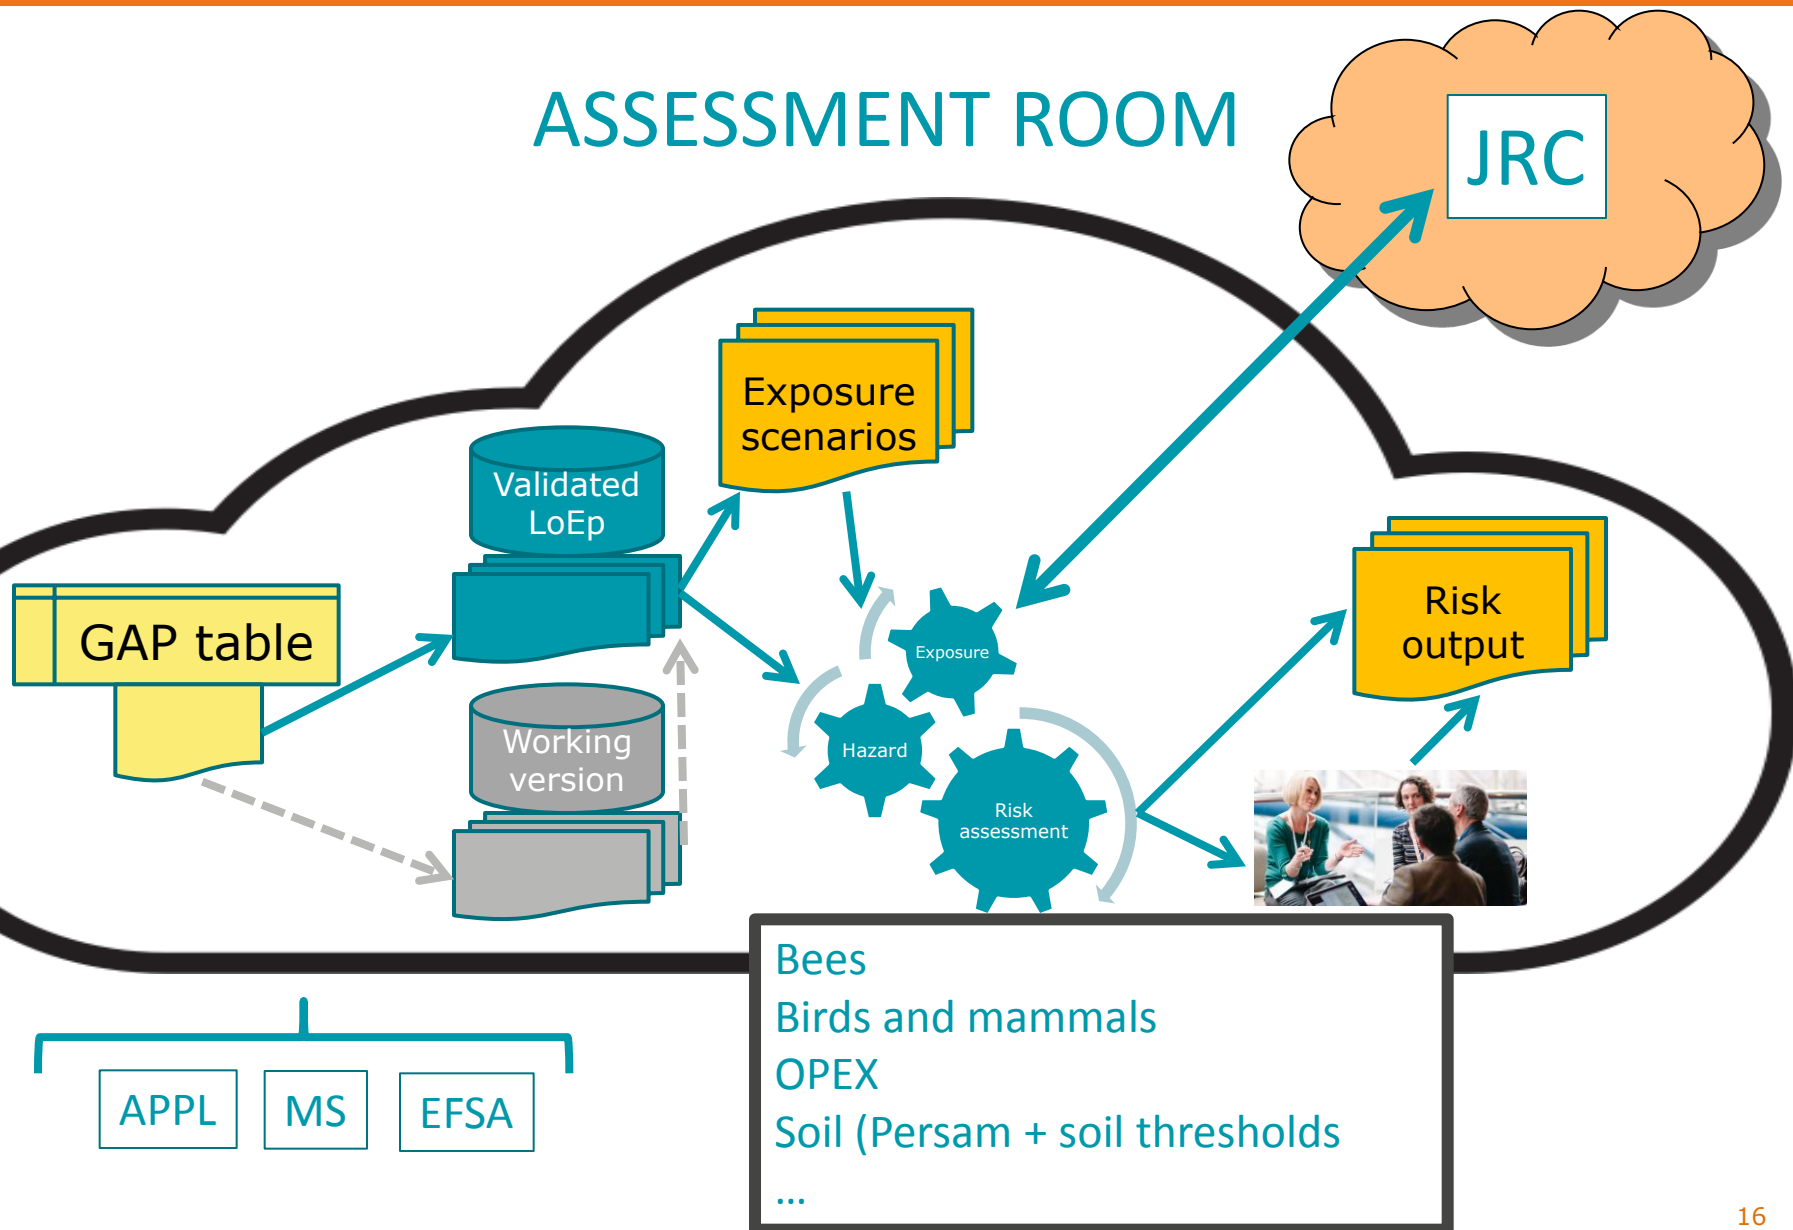 ASSESSMENT ROOM
JRC
Exposure
scenarios
Validated
LoEp
GAP table
Working
version
Exposure
Hazard
Risk
assessment
Risk
output
Bees
Birds and mammals
OPEX
Soil (Persam + soil thresholds
...
APPL
MS
EFSA
16